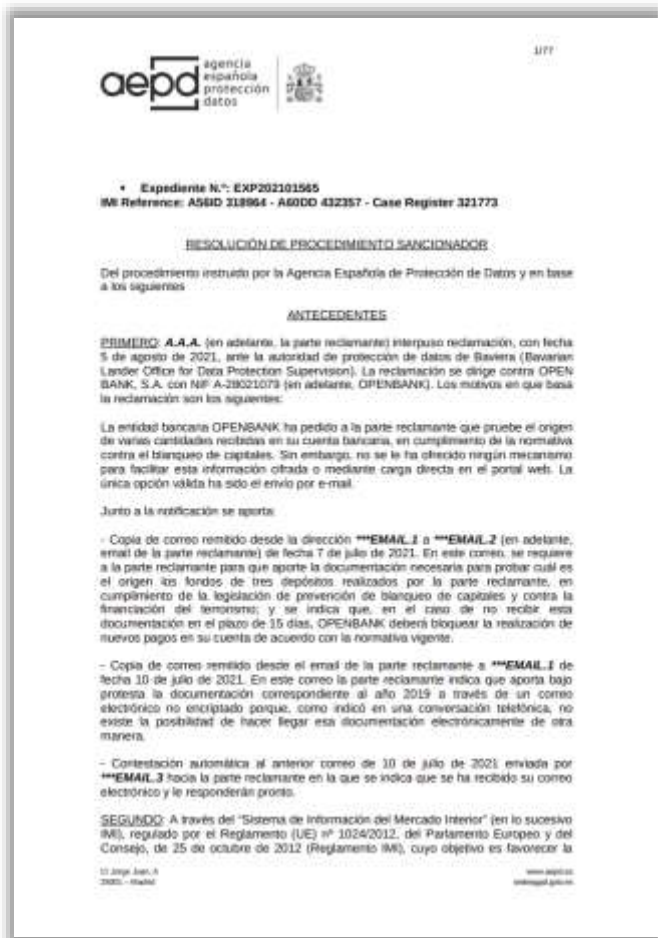 1/77
aepd agencia
española
protección
datos
• Expediente N.º: EXP202101565
IMI Reference: A56ID 318964 - A60DD 432357 - Case Register 321773
RESOLUCIÓN DE PROCEDIMIENTO SANCIONADOR
Del procedimiento instruido por la Agencia Española de Protección de Datos y en base
a los siguientes
ANTECEDENTES
PRIMERO: A.A.A. (en adelante, la parte reclamante) interpuso reclamación, con fecha
5 de agosto de 2021, ante la autoridad de protección de datos de Baviera (Bavarian
Lander Office for Data Protection Supervision). La reclamación se dirige contra OPEN
BANK, S.A. con NIF A-28021079 (en adelante, OPENBANK). Los motivos en que basa
la reclamación son los siguientes:
La entidad bancaria OPENBANK ha pedido a la parte reclamante que pruebe el origen
de varias cantidades recibidas en su cuenta bancaria, en cumplimiento de la normativa
contra el blanqueo de capitales. Sin embargo, no se le ha ofrecido ningún mecanismo
para facilitar esta información cifrada o mediante carga directa en el portal web. La
única opción válida ha sido el envío por e-mail.
Junto a la notificación se aporta:
- Copia de correo remitido desde la dirección ***EMAIL.1 a ***EMAIL.2 (en adelante,
email de la parte reclamante) de fecha 7 de julio de 2021. En este correo, se requiere
a la parte reclamante para que aporte la documentación necesaria para probar cuál es
el origen los fondos de tres depósitos realizados por la parte reclamante, en
cumplimiento de la legislación de prevención de blanqueo de capitales y contra la
financiación del terrorismo; y se indica que, en el caso de no recibir esta
documentación en el plazo de 15 días, OPENBANK deberá bloquear la realización de
nuevos pagos en su cuenta de acuerdo con la normativa vigente.
- Copia de correo remitido desde el email de la parte reclamante a ***EMAIL.1 de
fecha 10 de julio de 2021. En este correo la parte reclamante indica que aporta bajo
protesta la documentación correspondiente al año 2019 a través de un correo
electrónico no encriptado porque, como indicó en una conversación telefónica, no
existe la posibilidad de hacer llegar esa documentación electrónicamente de otra
manera.
- Contestación automática al anterior correo de 10 de julio de 2021 enviada por
***EMAIL.3 hacia la parte reclamante en la que se indica que se ha recibido su correo
electrónico y le responderán pronto.
SEGUNDO: A través del "Sistema de Información del Mercado Interior" (en lo sucesivo
IMI), regulado por el Reglamento (UE) nº 1024/2012, del Parlamento Europeo y del
Consejo, de 25 de octubre de 2012 (Reglamento IMI), cuyo objetivo es favorecer la
C/ Jorge Juan, 6
28001 – Madrid
www.aepd.es
sedeagpd.gob.es